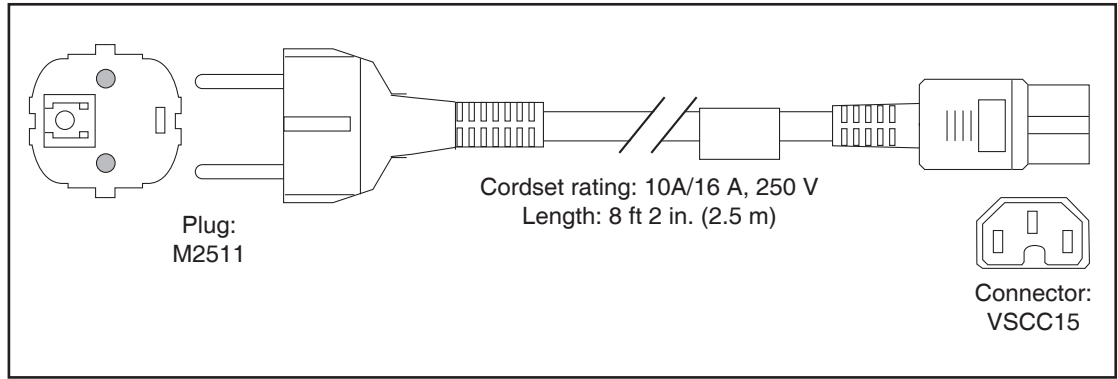 Cordset rating: 10A/16 A, 250 V
Length: 8 ft 2 in. (2.5 m)
Plug:
M2511
Connector:
VSCC15